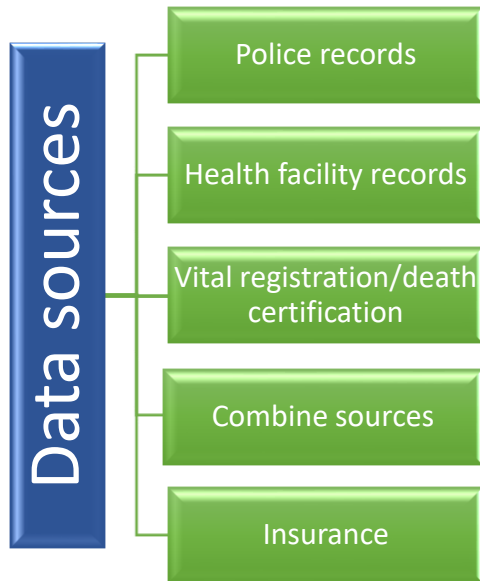 Data sources
Police records
Health facility records
Vital registration/death
certification
Combine sources
Insurance